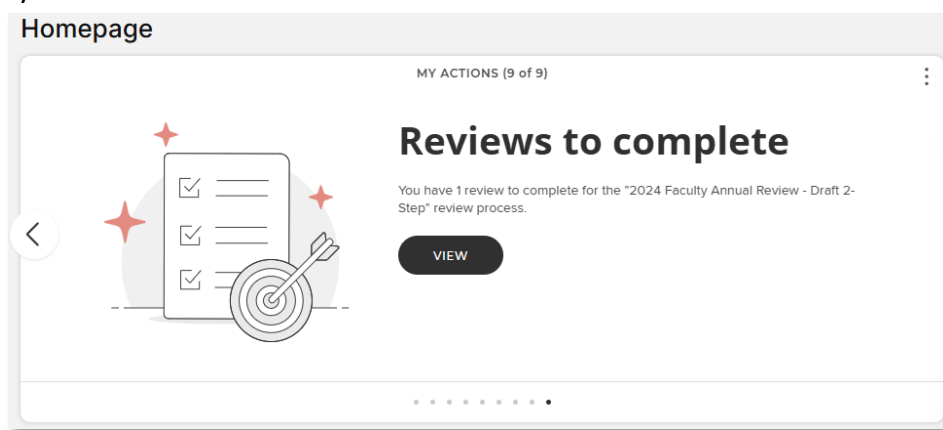 Homepage
MY ACTIONS (9 of 9)
Reviews to complete
You have 1 review to complete for the "2024 Faculty Annual Review - Draft 2-
Step" review process.
VIEW